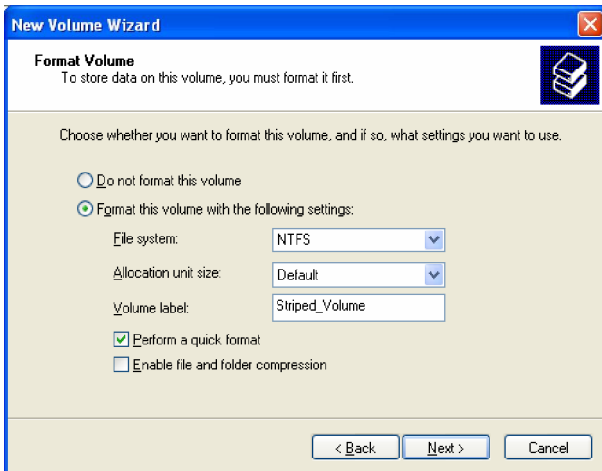 New Volume Wizard
Format Volume
To store data on this volume, you must format it first.
Choose whether you want to format this volume, and if so, what settings you want to use.
Do not format this volume
Format this volume with the following settings:
File system: NTFS
Allocation unit size: Default
Volume label: Striped_Volume
Perform a quick format
Enable file and folder compression
< Back Next > Cancel